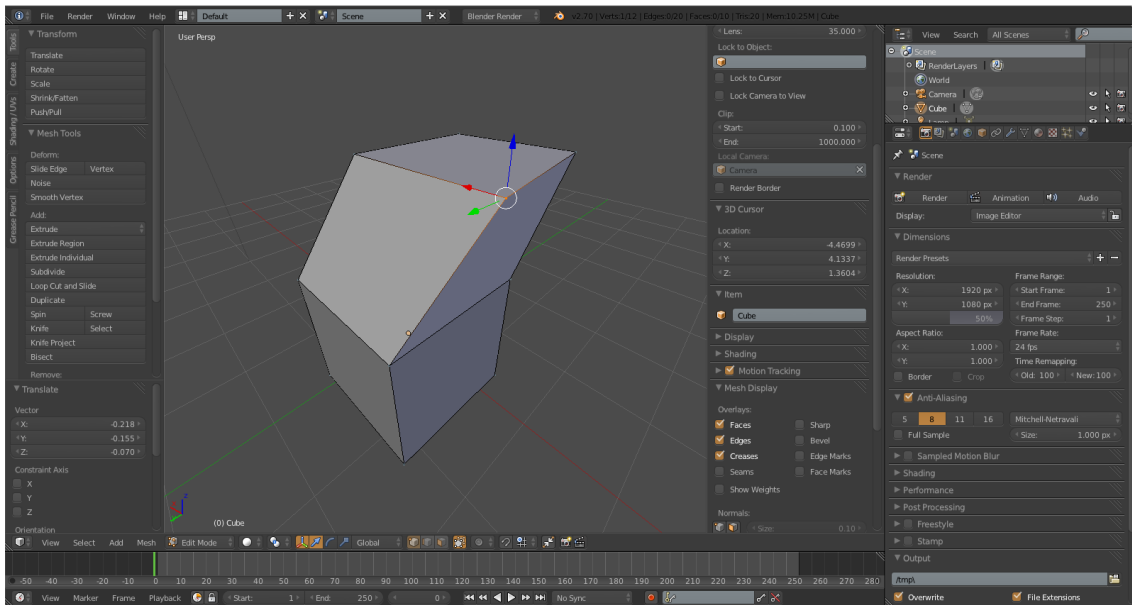 File Render Window Help Default Scene Blender Render v2.70 | Verts:1/12 | Edges:0/20 | Faces:0/10 | Tris:20 | Mem:10.25M | Cube
Tools
Create
Shading / UVs
Options
Grease Pencil
Transform
Translate
Rotate
Scale
Shrink/Fatten
Push/Pull
Mesh Tools
Deform:
Slide Edge Vertex
Noise
Smooth Vertex
Add:
Extrude
Extrude Region
Extrude Individual
Subdivide
Loop Cut and Slide
Duplicate
Spin Screw
Knife Select
Knife Project
Bisect
Remove:
Translate
Vector
X: -0.218
Y: -0.155
Z: -0.070
Constraint Axis
X
Y
Z
Orientation
User Persp
z
(0) Cube
Lens: 35.000
Lock to Object:
Lock to Cursor
Lock Camera to View
Clip:
Start: 0.100
End: 1000.000
Local Camera:
Camera
Render Border
3D Cursor
Location:
X: -4.4699
Y: 4.1337
Z: 1.3604
Item
Cube
Display
Shading
Motion Tracking
Mesh Display
Overlays:
Faces Sharp
Edges Bevel
Creases Edge Marks
Seams Face Marks
Show Weights
Normals:
Size: 0.10
View Select Add Mesh Edit Mode Global
-50 -40 -30 -20 -10 0 10 20 30 40 50 60 70 80 90 100 110 120 130 140 150 160 170 180 190 200 210 220 230 240 250 260 270 280
View Marker Frame Playback Start: 1 End: 250 0 No Sync
View Search All Scenes
Scene
RenderLayers |
World
Camera |
Cube |
Scene
Render
Render Animation Audio
Display: Image Editor
Dimensions
Render Presets
Resolution: Frame Range:
X: 1920 px Start Frame: 1
Y: 1080 px End Frame: 250
50% Frame Step: 1
Aspect Ratio: Frame Rate:
X: 1.000 24 fps
Y: 1.000 Time Remapping:
Border Crop Old: 100 New: 100
Anti-Aliasing
5 8 11 16 Mitchell-Netravali
Full Sample Size: 1.000 px
Sampled Motion Blur
Shading
Performance
Post Processing
Freestyle
Stamp
Output
/tmp\
Overwrite File Extensions